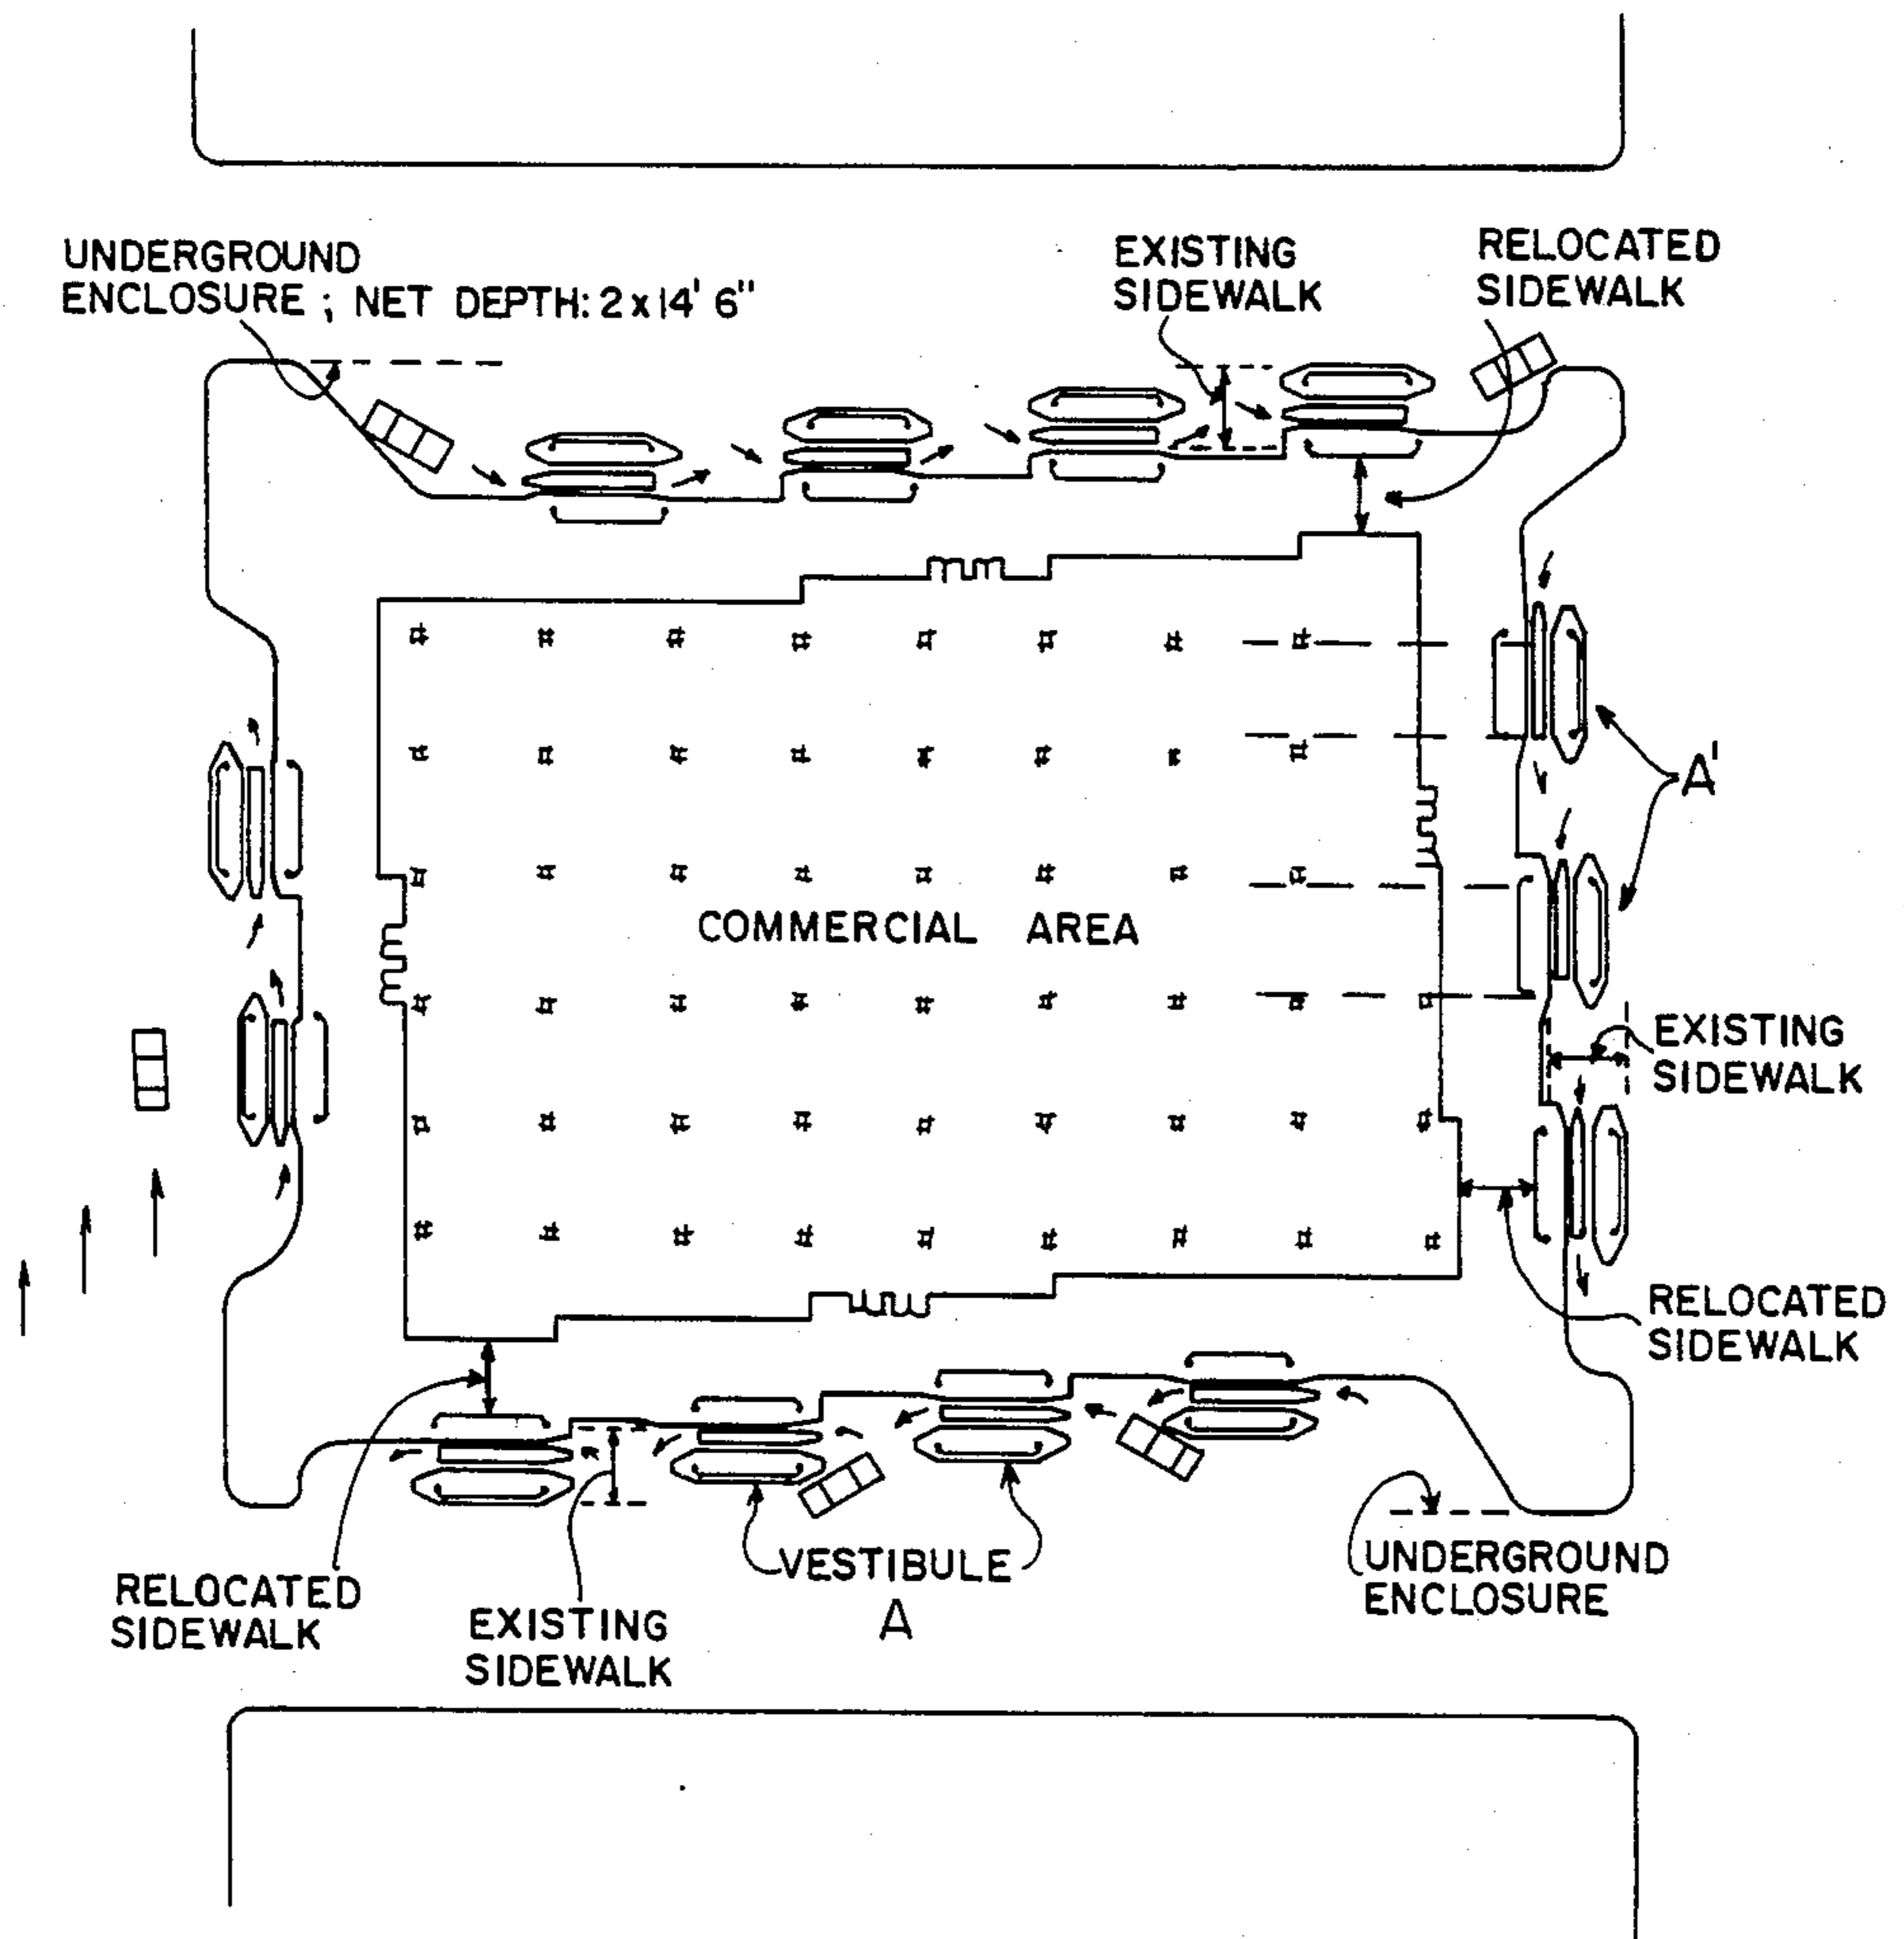 UNDERGROUND
ENCLOSURE ; NET DEPTH: 2 x 14' 6"
EXISTING
SIDEWALK
RELOCATED
SIDEWALK
A'
COMMERCIAL AREA
EXISTING
SIDEWALK
RELOCATED
SIDEWALK
VESTIBULE
A
UNDERGROUND
ENCLOSURE
RELOCATED
SIDEWALK
EXISTING
SIDEWALK